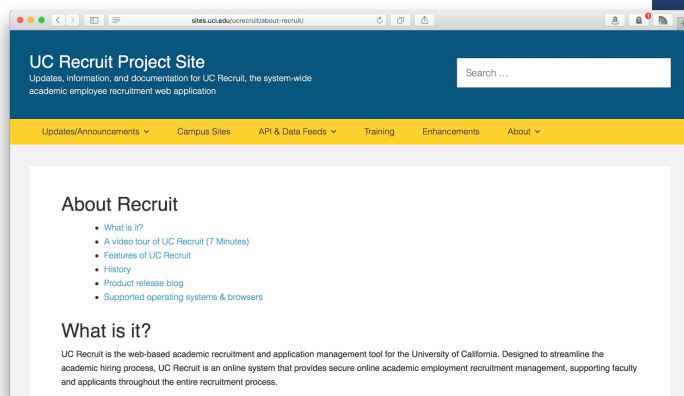 sites.uci.edu/ucrecruit/about-recruit/
UC Recruit Project Site
Updates, information, and documentation for UC Recruit, the system-wide
academic employee recruitment web application
Search …
Updates/Announcements Campus Sites API & Data Feeds Training Enhancements About
About Recruit
• What is it?
• A video tour of UC Recruit (7 Minutes)
• Features of UC Recruit
• History
• Product release blog
• Supported operating systems & browsers
What is it?
UC Recruit is the web-based academic recruitment and application management tool for the University of California. Designed to streamline the
academic hiring process, UC Recruit is an online system that provides secure online academic employment recruitment management, supporting faculty
and applicants throughout the entire recruitment process.